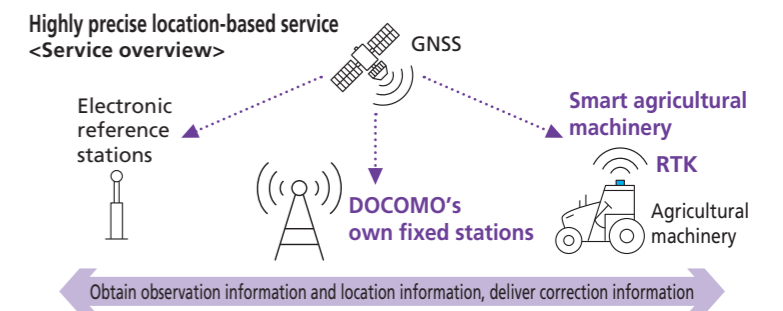 Highly precise location-based service
<Service overview>
GNSS
Electronic
reference
stations
DOCOMO's
own fixed stations
Smart agricultural
machinery
RTK
Agricultural
machinery
Obtain observation information and location information, deliver correction information